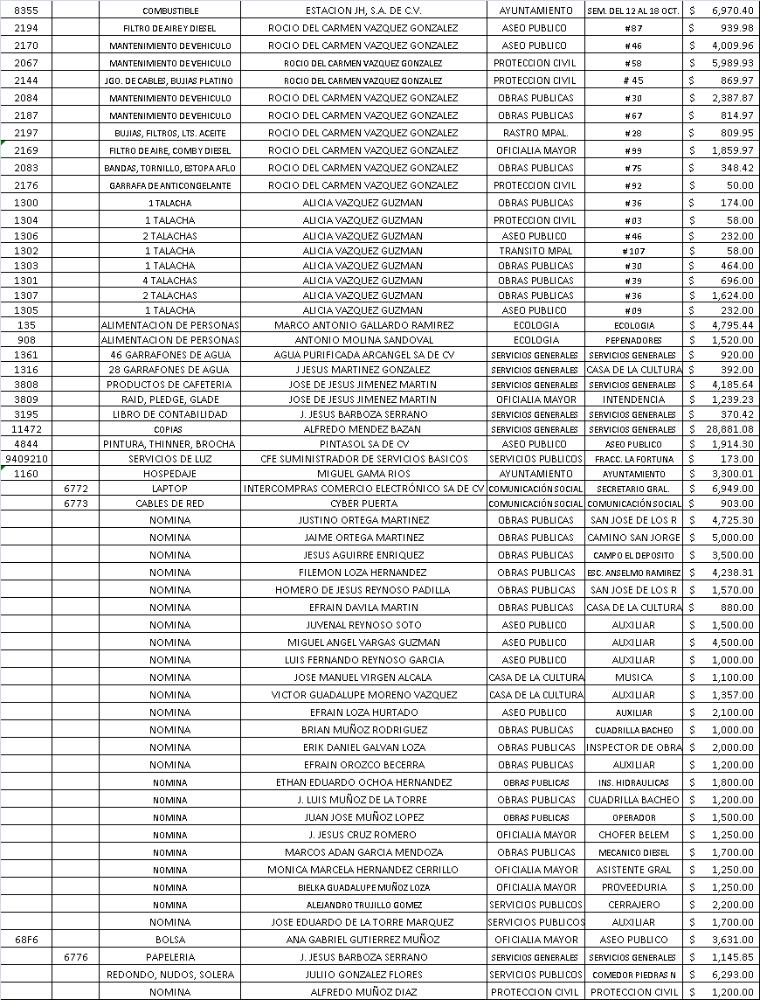 8355 COMBUSTIBLE ESTACION JH, S.A. DE C.V. AYUNTAMIENTO SEM. DEL 12 AL 18 OCT. $ 6,970.40
2194 FILTRO DE AIRE Y DIESEL ROCIO DEL CARMEN VAZQUEZ GONZALEZ ASEO PUBLICO #87 939.98
2170 MANTENIMIENTO DE VEHICULO ROCIO DEL CARMEN VAZQUEZ GONZALEZ ASEO PUBLICO #46 $ 4,009.96
2067 MANTENIMIENTO DE VEHICULO ROCIO DEL CARMEN VAZQUEZ GONZALEZ PROTECCION CIVIL #58 $ 5,989.93
2144 JGO. DE CABLES, BUJIAS PLATINO ROCIO DEL CARMEN VAZQUEZ GONZALEZ PROTECCION CIVIL # 45 $ 869.97
2084 MANTENIMIENTO DE VEHICULO ROCIO DEL CARMEN VAZQUEZ GONZALEZ OBRAS PUBLICAS #30 $ 2,387.87
2187 MANTENIMIENTO DE VEHICULO ROCIO DEL CARMEN VAZQUEZ GONZALEZ OBRAS PUBLICAS #67 $ 814.97
2197 BUJIAS, FILTROS, LTS. ACEITE ROCIO DEL CARMEN VAZQUEZ GONZALEZ RASTRO MPAL. #28 $ 809.95
2169 FILTRO DE AIRE, COMB Y DIESEL ROCIO DEL CARMEN VAZQUEZ GONZALEZ OFICIALIA MAYOR #99 $ 1,859.97
2083 BANDAS, TORNILLO, ESTOPA AFLO ROCIO DEL CARMEN VAZQUEZ GONZALEZ OBRAS PUBLICAS #75 $ 348.42
2176 GARRAFA DE ANTICONGELANTE ROCIO DEL CARMEN VAZQUEZ GONZALEZ PROTECCION CIVIL #92 $ 50.00
1300 1 TALACHA ALICIA VAZQUEZ GUZMAN OBRAS PUBLICAS #36 $ 174.00
1304 1 TALACHA ALICIA VAZQUEZ GUZMAN PROTECCION CIVIL #03 $ 58.00
1306 2 TALACHAS ALICIA VAZQUEZ GUZMAN ASEO PUBLICO #46 $ 232.00
1302 1 TALACHA ALICIA VAZQUEZ GUZMAN TRANSITO MPAL #107 $ 58.00
1303 1 TALACHA ALICIA VAZQUEZ GUZMAN OBRAS PUBLICAS #30 $ 464.00
1301 4 TALACHAS ALICIA VAZQUEZ GUZMAN OBRAS PUBLICAS #39 $ 696.00
1307 2 TALACHAS ALICIA VAZQUEZ GUZMAN OBRAS PUBLICAS #36 $ 1,624.00
1305 1 TALACHA ALICIA VAZQUEZ GUZMAN ASEO PUBLICO #09 $ 232.00
135 ALIMENTACION DE PERSONAS MARCO ANTONIO GALLARDO RAMIREZ ECOLOGIA ECOLOGIA $ 4,795.44
908 ALIMENTACION DE PERSONAS ANTONIO MOLINA SANDOVAL ECOLOGIA PEPENADORES $ 1,520.00
1361 46 GARRAFONES DE AGUA AGUA PURIFICADA ARCANGEL SA DE CV SERVICIOS GENERALES SERVICIOS GENERALES $ 920.00
1316 28 GARRAFONES DE AGUA J JESUS MARTINEZ GONZALEZ SERVICIOS GENERALES CASA DE LA CULTURA $ 392.00
3808 PRODUCTOS DE CAFETERIA JOSE DE JESUS JIMENEZ MARTIN SERVICIOS GENERALES SERVICIOS GENERALES $ 4,185.64
3809 RAID, PLEDGE, GLADE JOSE DE JESUS JIMENEZ MARTIN OFICIALIA MAYOR INTENDENCIA $ 1,239.23
3195 LIBRO DE CONTABILIDAD J. JESUS BARBOZA SERRANO SERVICIOS GENERALES SERVICIOS GENERALES $ 370.42
11472 COPIAS ALFREDO MENDEZ BAZAN SERVICIOS GENERALES SERVICIOS GENERALES $ 28,881.08
4844 PINTURA, THINNER, BROCHA PINTASOL SA DE CV ASEO PUBLICO ASEO PUBLICO $ 1,914.30
9409210 SERVICIOS DE LUZ CFE SUMINISTRADOR DE SERVICIOS BASICOS SERVICIOS PUBLICOS FRACC. LA FORTUNA $ 173.00
1160 HOSPEDAJE MIGUEL GAMA RIOS AYUNTAMIENTO AYUNTAMIENTO $ 3,300.01
6772 LAPTOP INTERCOMPRAS COMERCIO ELECTRÓNICO SA DE CV COMUNICACIÓN SOCIAL SECRETARIO GRAL. $ 6,949.00
6773 CABLES DE RED CYBER PUERTA COMUNICACIÓN SOCIAL COMUNICACIÓN SOCIAL $ 903.00
NOMINA JUSTINO ORTEGA MARTINEZ OBRAS PUBLICAS SAN JOSE DE LOS R $ 4,725.30
NOMINA JAIME ORTEGA MARTINEZ OBRAS PUBLICAS CAMINO SAN JORGE $ 5,000.00
NOMINA JESUS AGUIRRE ENRIQUEZ OBRAS PUBLICAS CAMPO EL DEPOSITO $ 3,500.00
NOMINA FILEMON LOZA HERNANDEZ OBRAS PUBLICAS ESC. ANSELMO RAMIREZ $ 4,238.31
NOMINA HOMERO DE JESUS REYNOSO PADILLA OBRAS PUBLICAS SAN JOSE DE LOS R $ 1,570.00
NOMINA EFRAIN DAVILA MARTIN OBRAS PUBLICAS CASA DE LA CULTURA $ 880.00
NOMINA JUVENAL REYNOSO SOTO ASEO PUBLICO AUXILIAR $ 1,500.00
NOMINA MIGUEL ANGEL VARGAS GUZMAN ASEO PUBLICO AUXILIAR $ 4,500.00
NOMINA LUIS FERNANDO REYNOSO GARCIA ASEO PUBLICO AUXILIAR $ 1,000.00
NOMINA JOSE MANUEL VIRGEN ALCALA CASA DE LA CULTURA MUSICA $ 1,100.00
NOMINA VICTOR GUADALUPE MORENO VAZQUEZ CASA DE LA CULTURA AUXILIAR $ 1,357.00
NOMINA EFRAIN LOZA HURTADO ASEO PUBLICO AUXILIAR $ 2,100.00
NOMINA BRIAN MUÑOZ RODRIGUEZ OBRAS PUBLICAS CUADRILLA BACHEO $ 1,000.00
NOMINA ERIK DANIEL GALVAN LOZA OBRAS PUBLICAS INSPECTOR DE OBRA $ 2,000.00
NOMINA EFRAIN OROZCO BECERRA OBRAS PUBLICAS AUXILIAR $ 1,200.00
NOMINA ETHAN EDUARDO OCHOA HERNANDEZ OBRAS PUBLICAS INS. HIDRAULICAS $ 1,800.00
NOMINA J. LUIS MUÑOZ DE LA TORRE OBRAS PUBLICAS CUADRILLA BACHEO $ 1,200.00
NOMINA JUAN JOSE MUÑOZ LOPEZ OBRAS PUBLICAS OPERADOR $ 1,500.00
NOMINA J. JESUS CRUZ ROMERO OFICIALIA MAYOR CHOFER BELEM $ 1,250.00
NOMINA MARCOS ADAN GARCIA MENDOZA OBRAS PUBLICAS MECANICO DIESEL $ 1,700.00
NOMINA MONICA MARCELA HERNANDEZ CERRILLO OFICIALIA MAYOR ASISTENTE GRAL $ 1,250.00
NOMINA BIELKA GUADALUPE MUÑOZ LOZA OFICIALIA MAYOR PROVEEDURIA $ 1,250.00
NOMINA ALEJANDRO TRUJILLO GOMEZ SERVICIOS PUBLICOS CERRAJERO $ 2,200.00
NOMINA JOSE EDUARDO DE LA TORRE MARQUEZ SERVICIOS PUBLICOS AUXILIAR $ 1,700.00
68F6 BOLSA ANA GABRIEL GUTIERREZ MUÑOZ OFICIALIA MAYOR ASEO PUBLICO $ 3,631.00
6776 PAPELERIA J. JESUS BARBOZA SERRANO SERVICIOS GENERALES SERVICIOS GENERALES $ 1,145.85
REDONDO, NUDOS, SOLERA JULIIO GONZALEZ FLORES SERVICIOS PUBLICOS COMEDOR PIEDRAS N $ 6,293.00
NOMINA ALFREDO MUÑOZ DIAZ PROTECCION CIVIL PROTECCION CIVIL $ 1,200.00